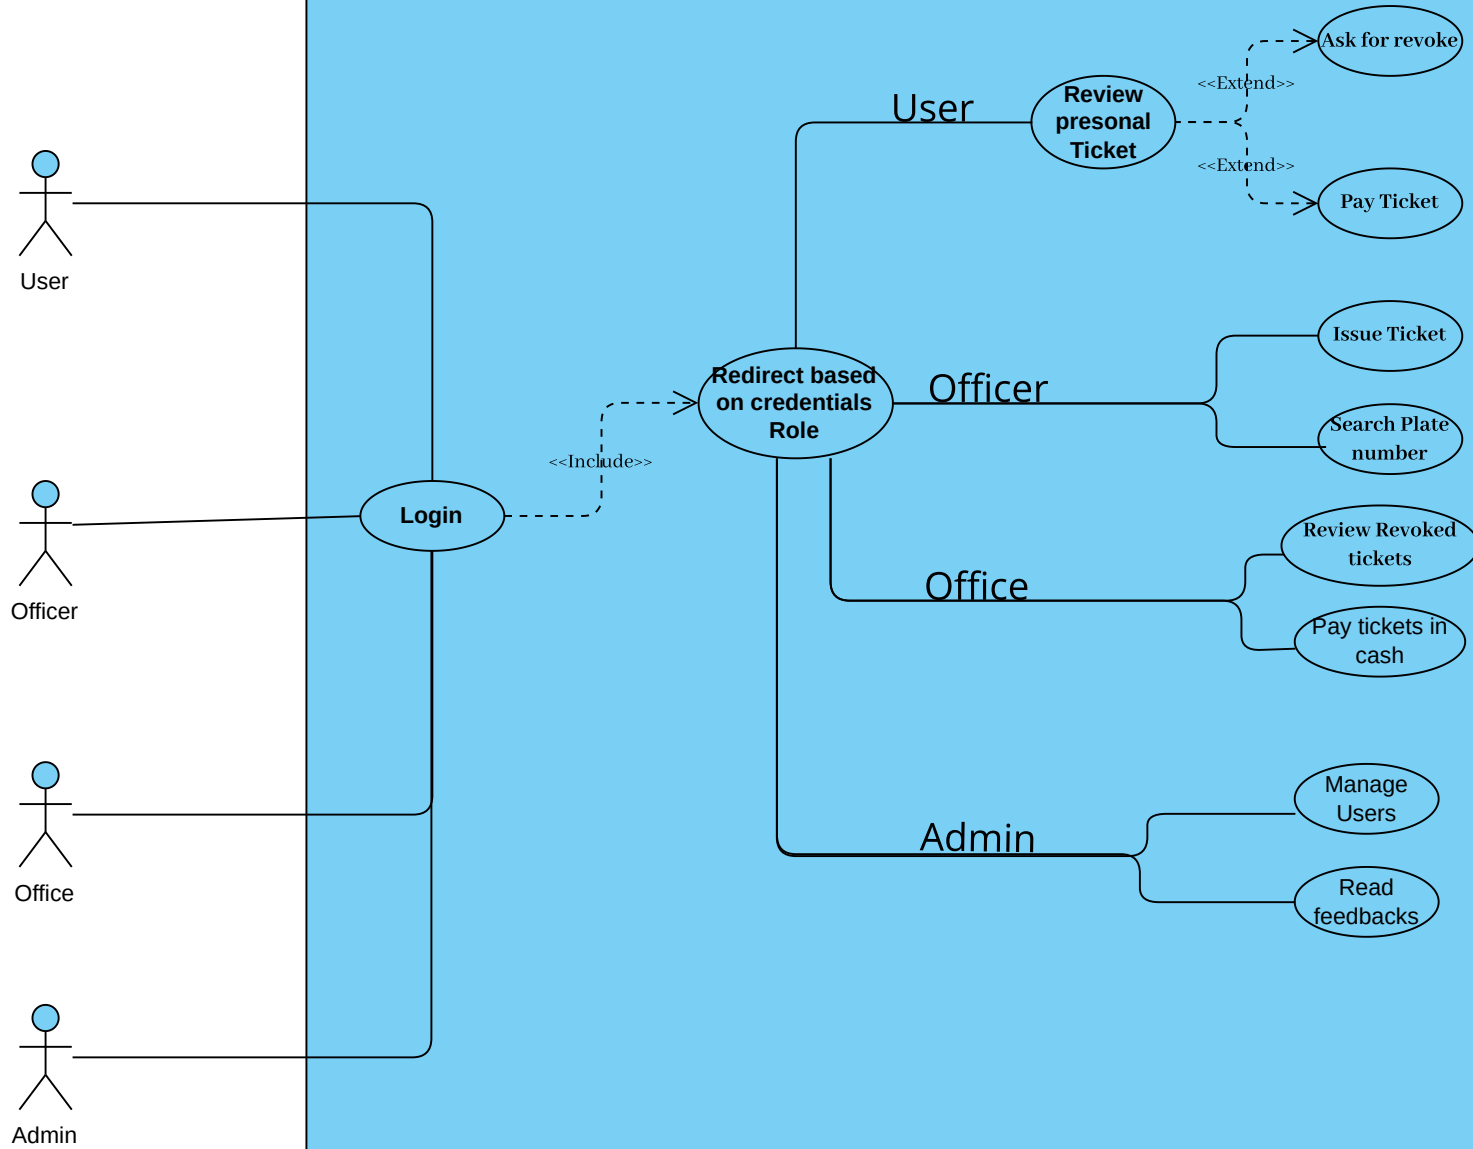 Ask for revoke
<<Extend>>
User
Review
presonal
Ticket
<<Extend>>
Pay Ticket
User
Issue Ticket
Redirect based
on credentials
Role
Officer
Search Plate
number
<<Include>>
Login
Review Revoked
tickets
Officer
Office
Pay tickets in
cash
Manage
Users
Admin
Office
Read
feedbacks
Admin